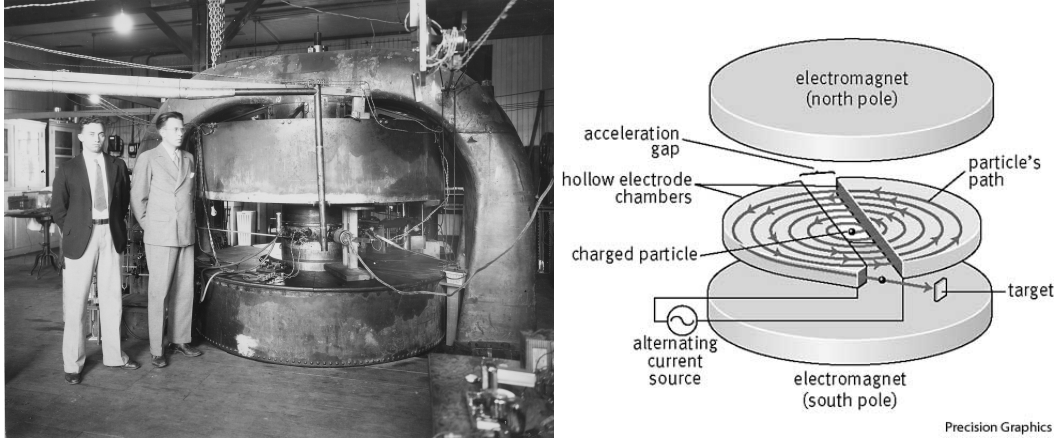 electromagnet
(north pole)
acceleration
gap
particle's
path
hollow electrode
chambers
charged particle
target
alternating
current
source
electromagnet
(south pole)
Precision Graphics